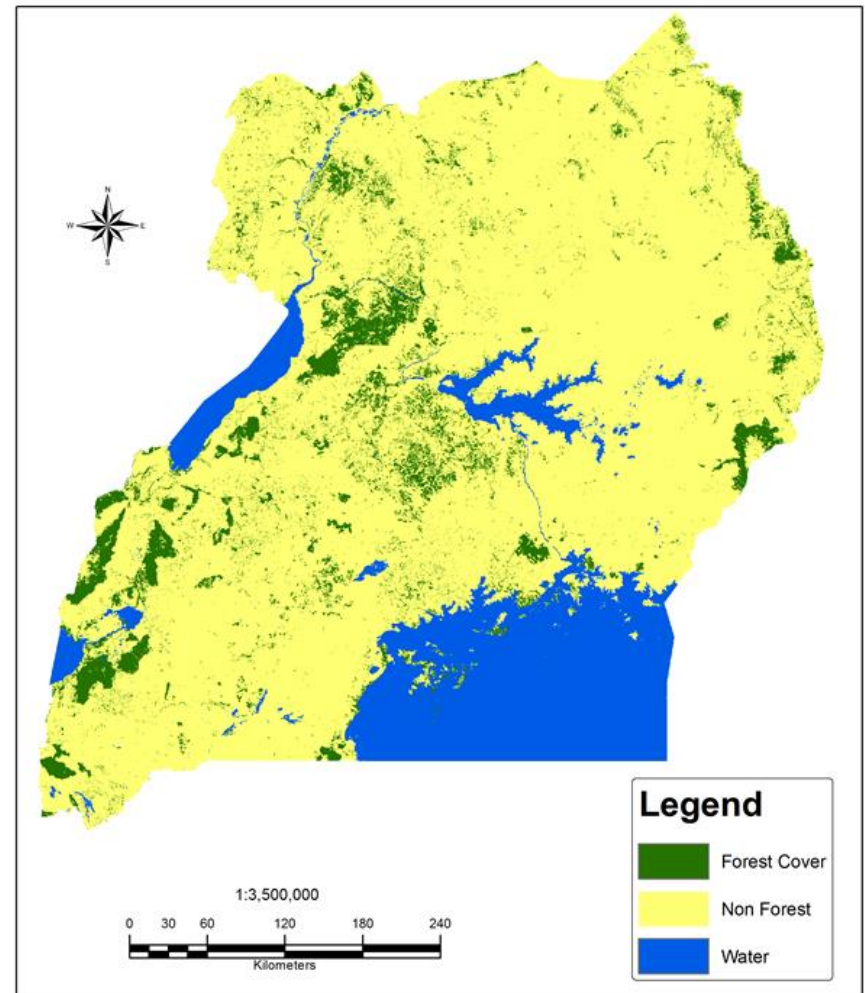 N
W E
S
Legend
Forest Cover
Non Forest
Water
1:3,500,000
0 30 60 120 180 240
Kilometers